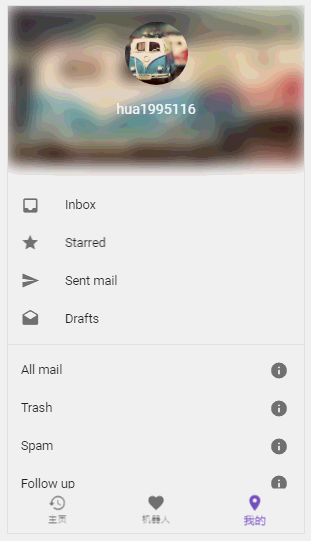 hua1995116
Inbox
Starred
Sent mail
Drafts
All mail
Trash
Spam
Follow up
主页 机器人 我的